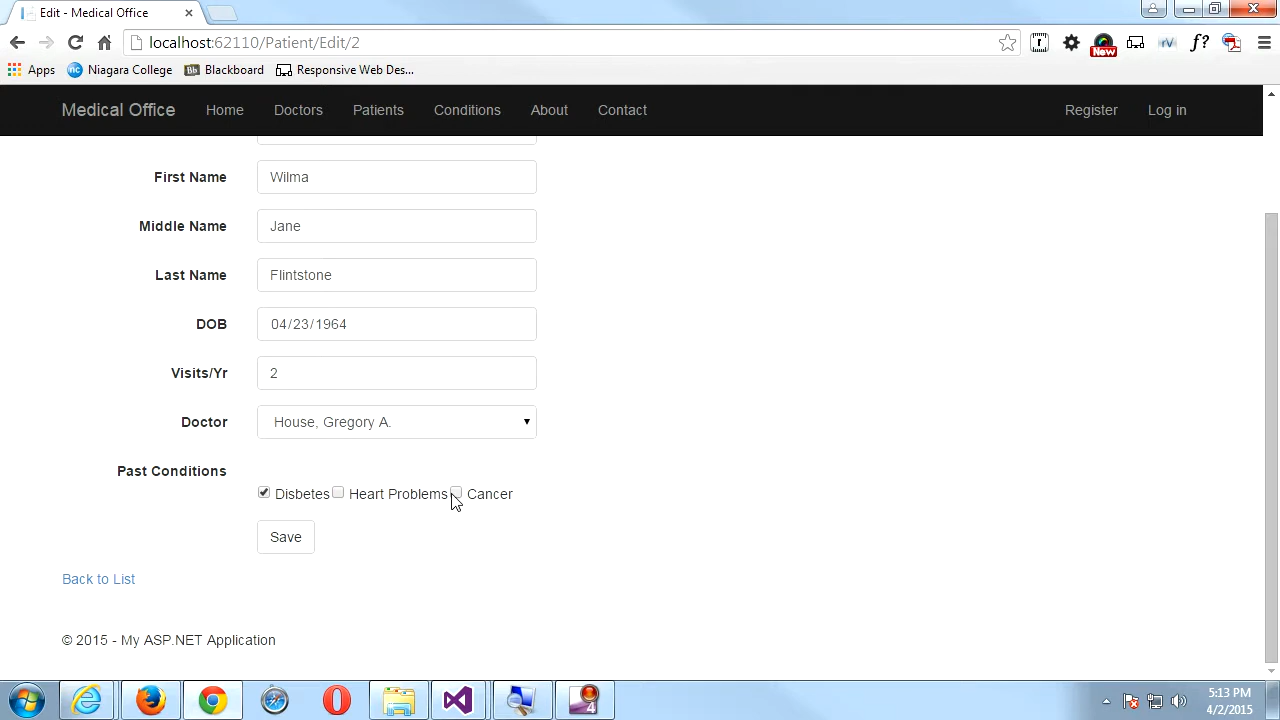 Edit - Medical Office
localhost:62110/Patient/Edit/2
New
f?
Apps Niagara College Blackboard Responsive Web Des...
Medical Office Home Doctors Patients Conditions About Contact Register Log in
First Name Wilma
Middle Name Jane
Last Name Flintstone
DOB 04/23/1964
Visits/Yr 2
Doctor House, Gregory A.
Past Conditions
Disbetes Heart Problems Cancer
Save
Back to List
© 2015 - My ASP.NET Application
5:13 PM
4/2/2015